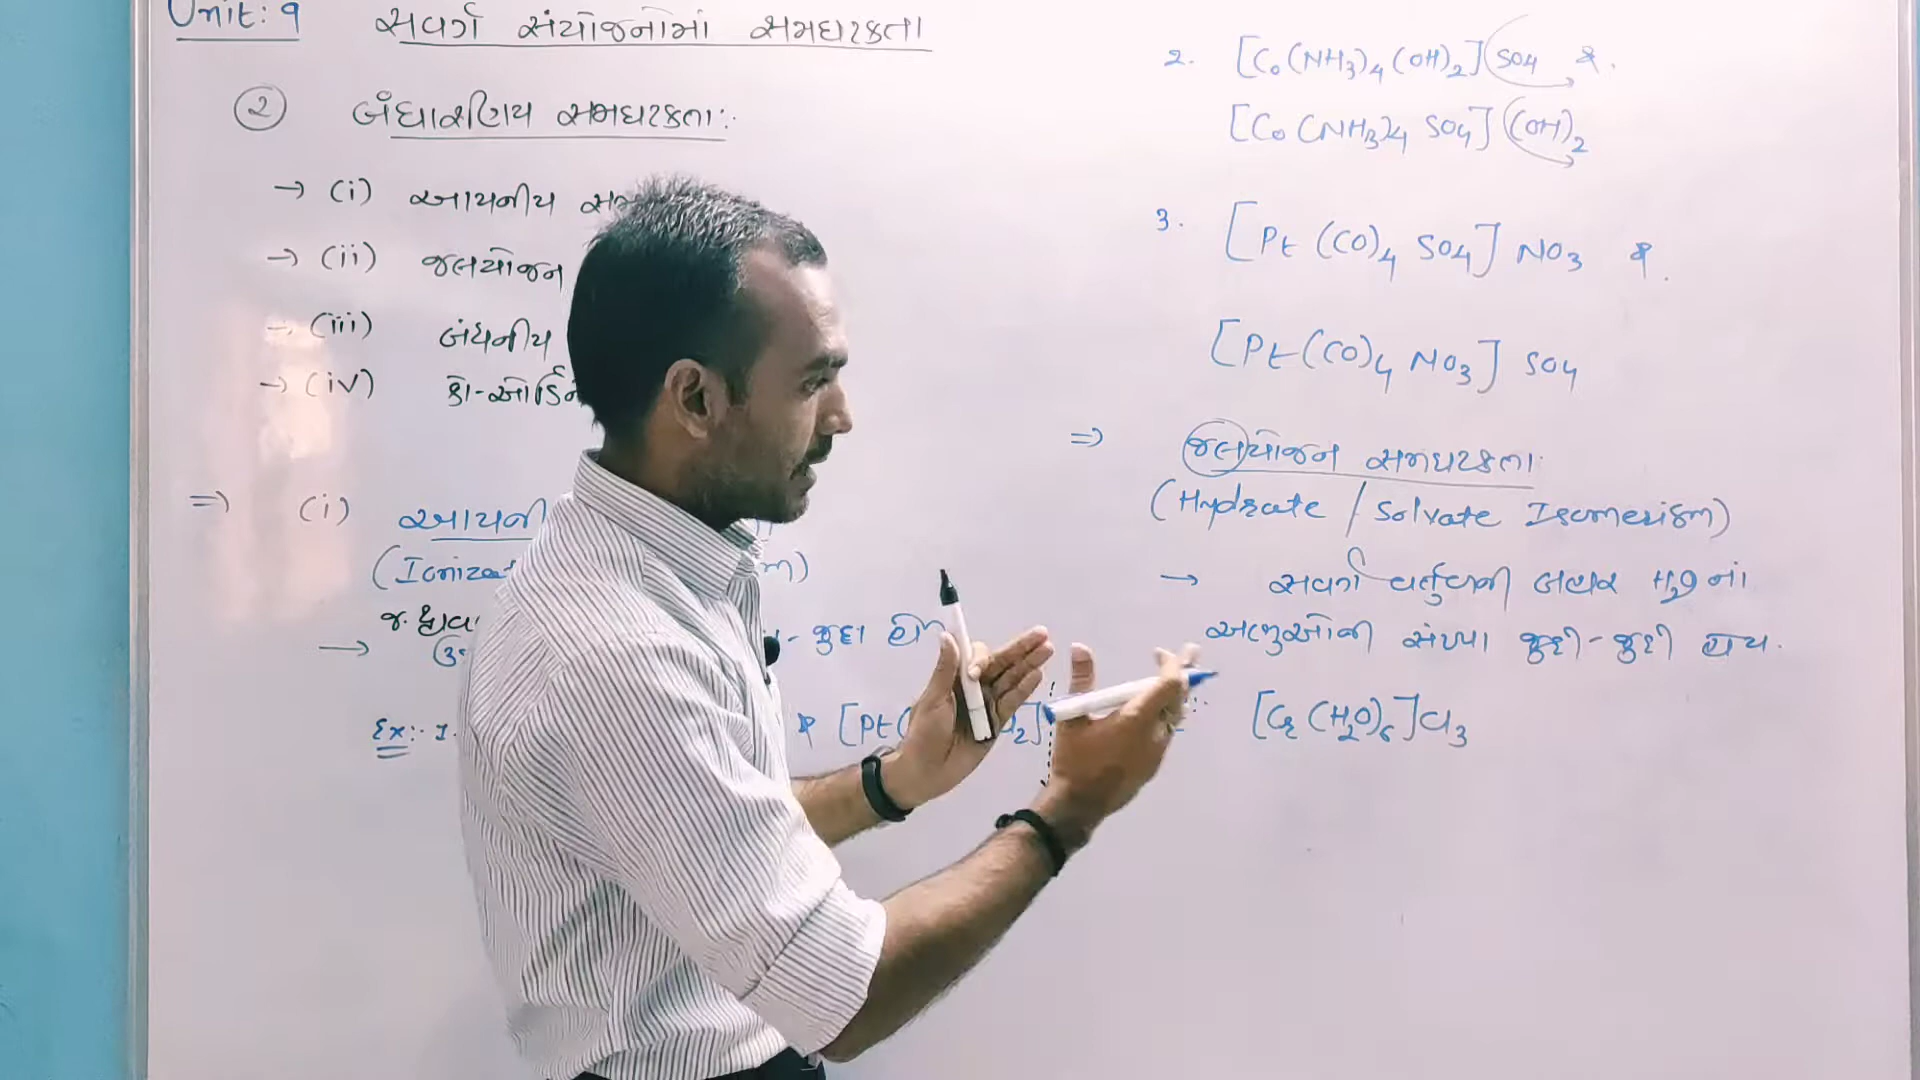 Unit: 9 સવર્ગ સંયોજનોમાં સમઘટકતા
② બંધારણિય સમઘટકતા:-
→ (i) આયનીય
→ (ii) જલયોજન
→ (iii) બંધનીય
→ (iv) કો-ઓર્ડિ
⇒ (i) આયની
→ જુદા
Ex:- 1. & [Pt(
2. [Co(NH3)4(OH)2]SO4 &.
[Co(NH3)4 SO4](OH)2
3. [Pt(CO)4 SO4] NO3 &.
[Pt(CO)4 NO3] SO4
⇒ જલયોજન સમઘટકતા:
(Hydrate / Solvate Isomerism)
→ સવર્ગ વર્તુળની બહાર H2O નાં
અણુઓની સંખ્યા જુદી-જુદી હોય.
[Cr(H2O)6]Cl3